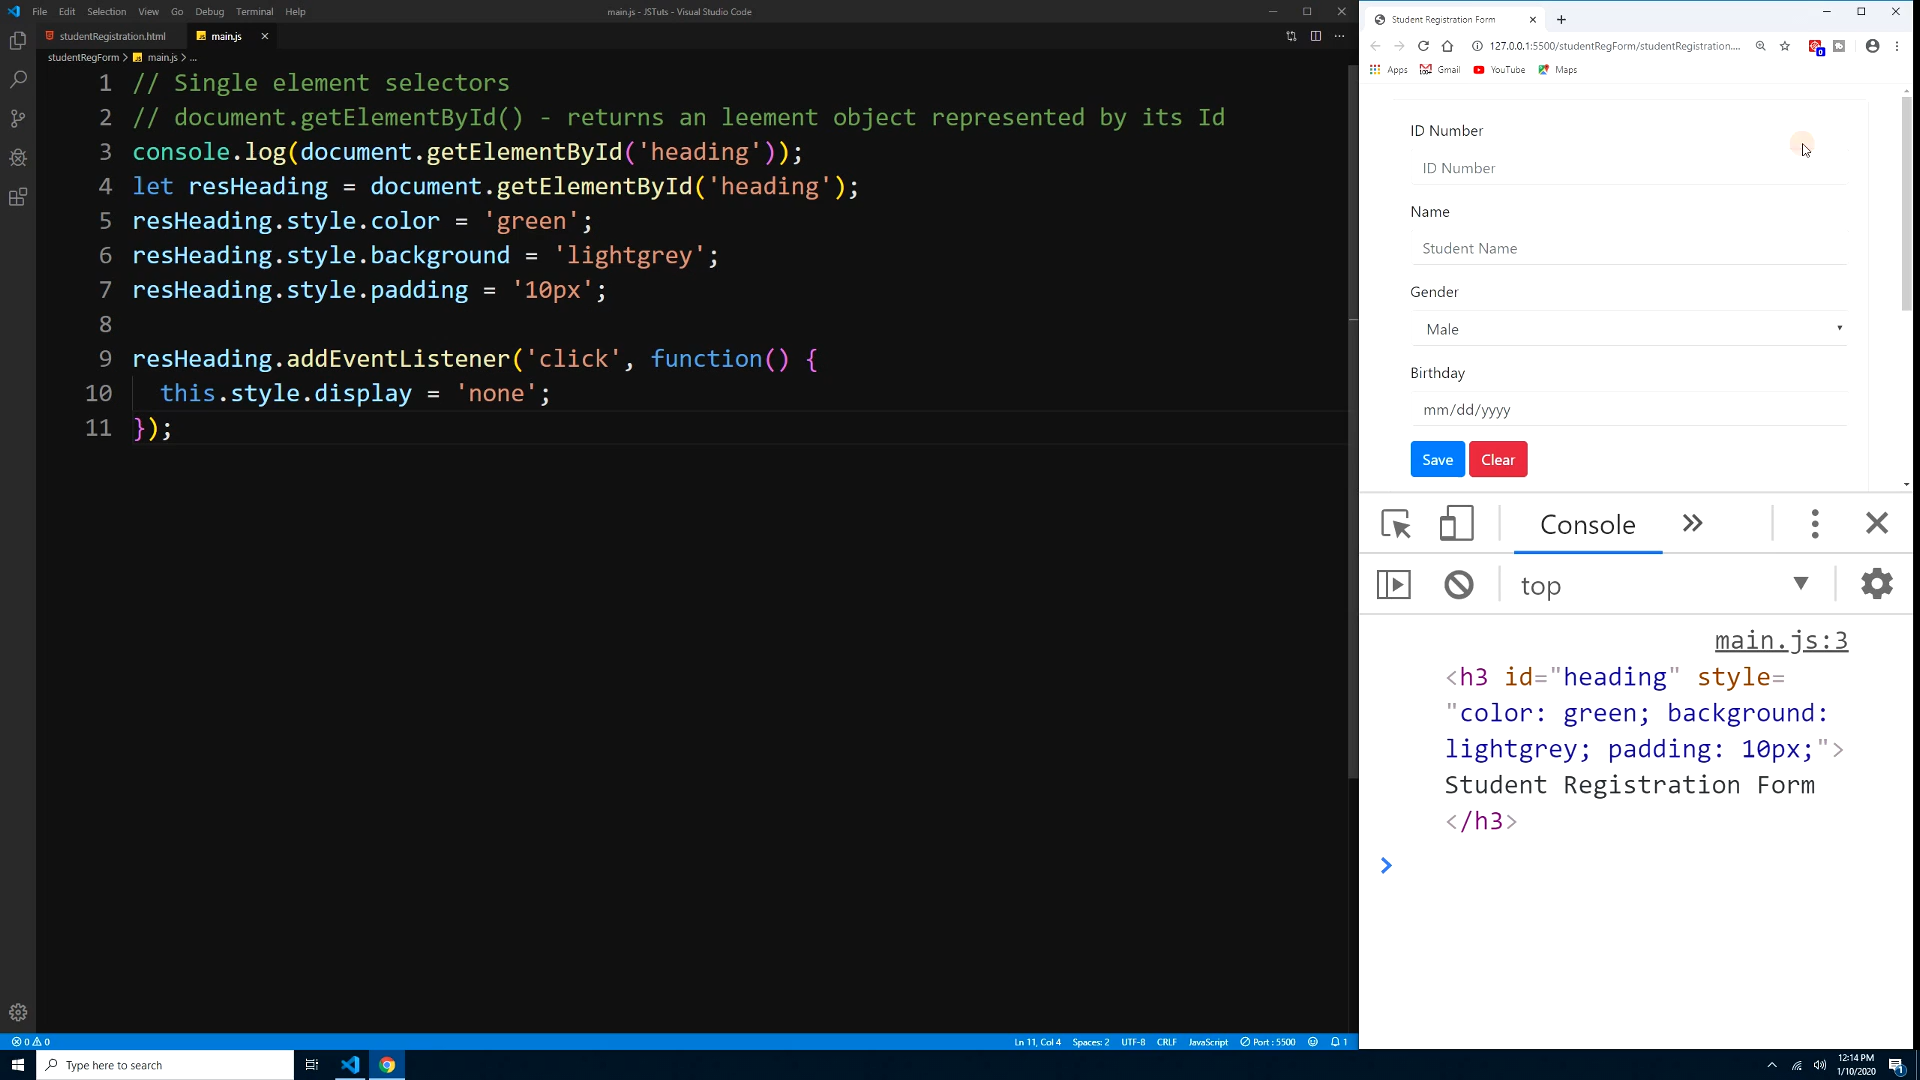 File Edit Selection View Go Debug Terminal Help
main.js - JSTuts - Visual Studio Code
studentRegistration.html
main.js
studentRegForm > main.js > ...
1 // Single element selectors
2 // document.getElementById() - returns an leement object represented by its Id
3 console.log(document.getElementById('heading'));
4 let resHeading = document.getElementById('heading');
5 resHeading.style.color = 'green';
6 resHeading.style.background = 'lightgrey';
7 resHeading.style.padding = '10px';
8
9 resHeading.addEventListener('click', function() {
10 this.style.display = 'none';
11 });
Ln 11, Col 4 Spaces: 2 UTF-8 CRLF JavaScript Port : 5500 1
Student Registration Form
127.0.0.1:5500/studentRegForm/studentRegistration....
Apps Gmail YouTube Maps
ID Number
ID Number
Name
Student Name
Gender
Male
Birthday
mm/dd/yyyy
Save Clear
Console
top
main.js:3
<h3 id="heading" style=
"color: green; background:
lightgrey; padding: 10px;">
Student Registration Form
</h3>
0 0
Type here to search
12:14 PM
1/10/2020